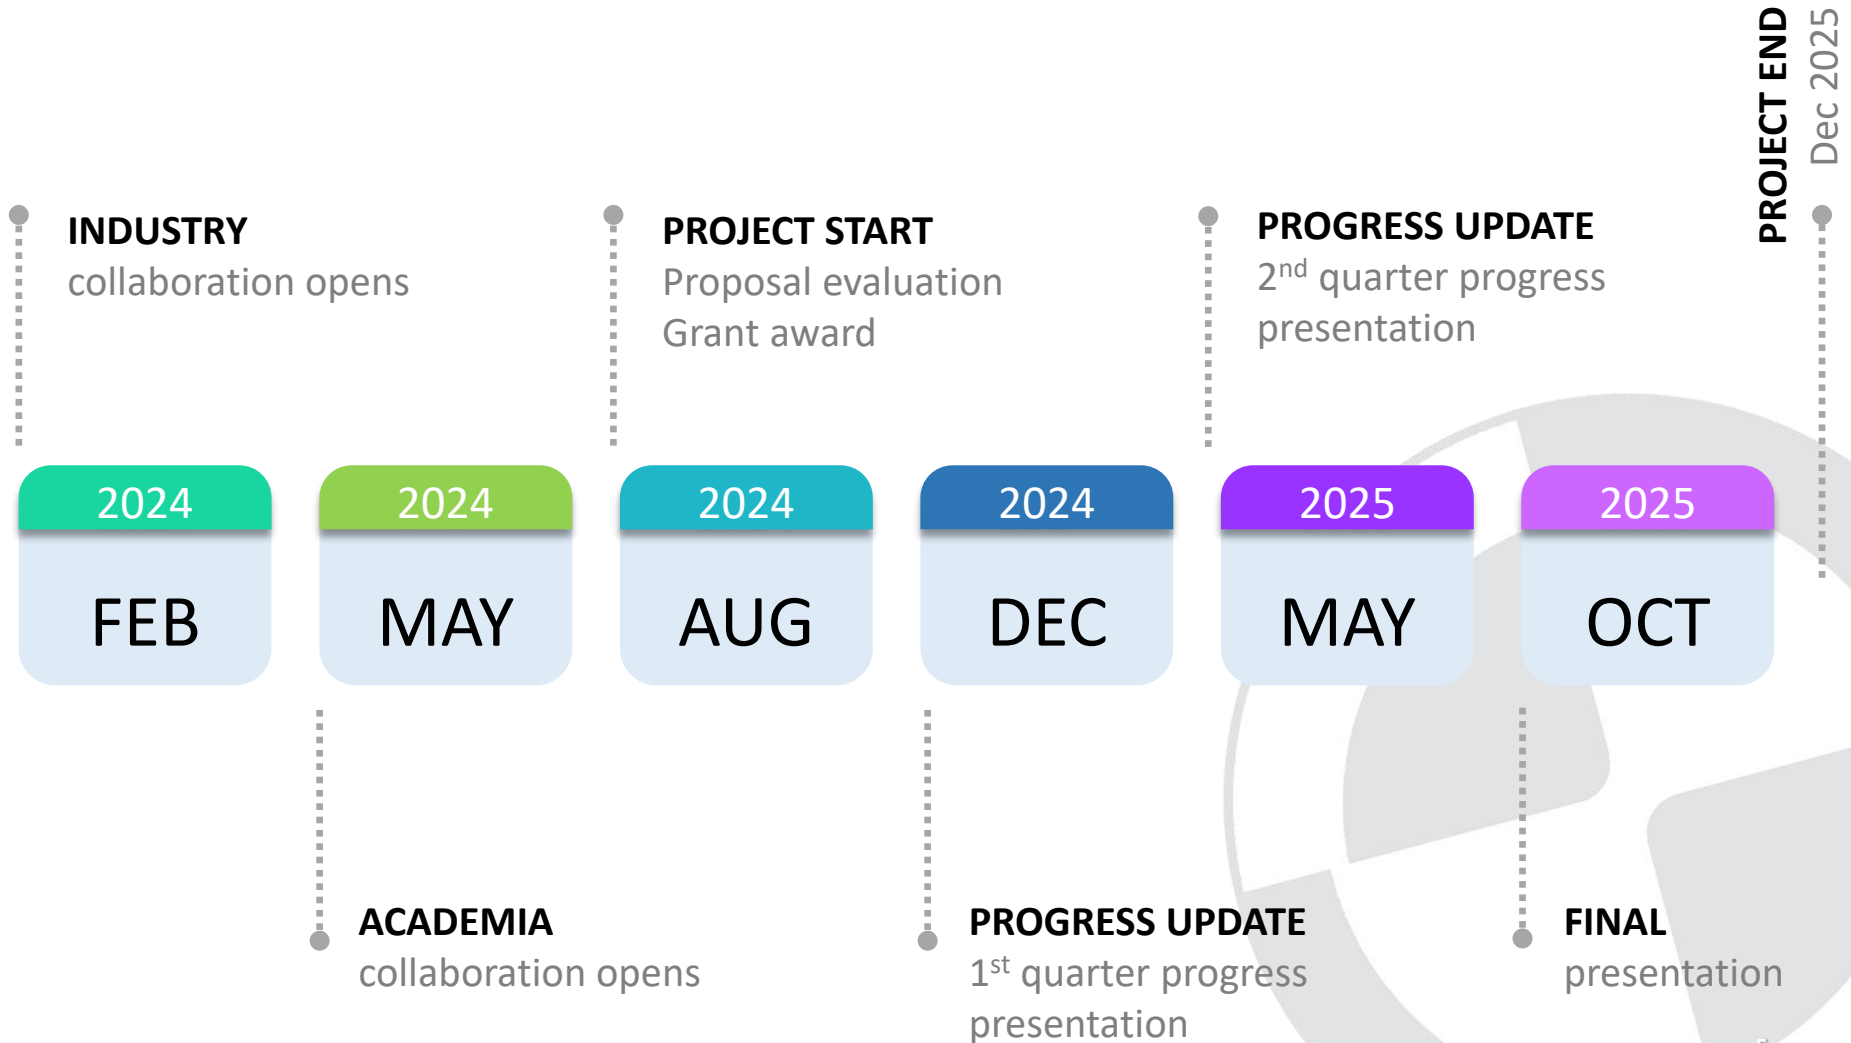 PROJECT END
Dec 2025
INDUSTRY
collaboration opens
PROJECT START
Proposal evaluation
Grant award
PROGRESS UPDATE
2nd quarter progress
presentation
2024
FEB
2024
MAY
2024
AUG
2024
DEC
2025
MAY
2025
OCT
ACADEMIA
collaboration opens
PROGRESS UPDATE
1st quarter progress
presentation
FINAL
presentation